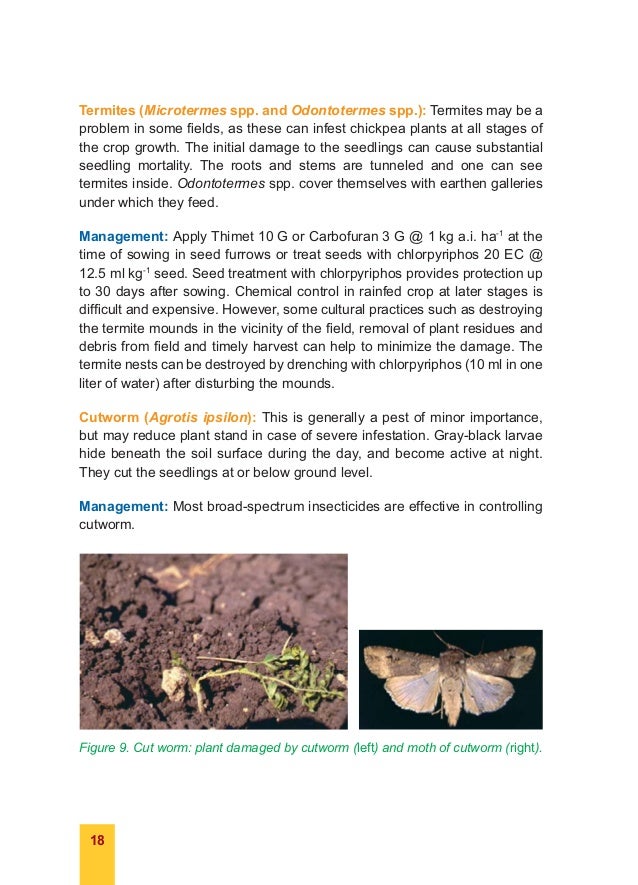 Termites (Microtermes spp. and Odontotermes spp.): Termites may be a
problem in some fields, as these can infest chickpea plants at all stages of
the crop growth. The initial damage to the seedlings can cause substantial
seedling mortality. The roots and stems are tunneled and one can see
termites inside. Odontotermes spp. cover themselves with earthen galleries
under which they feed.
Management: Apply Thimet 10 G or Carbofuran 3 G @ 1 kg a.i. ha-1 at the
time of sowing in seed furrows or treat seeds with chlorpyriphos 20 EC @
12.5 ml kg-1 seed. Seed treatment with chlorpyriphos provides protection up
to 30 days after sowing. Chemical control in rainfed crop at later stages is
difficult and expensive. However, some cultural practices such as destroying
the termite mounds in the vicinity of the field, removal of plant residues and
debris from field and timely harvest can help to minimize the damage. The
termite nests can be destroyed by drenching with chlorpyriphos (10 ml in one
liter of water) after disturbing the mounds.
Cutworm (Agrotis ipsilon): This is generally a pest of minor importance,
but may reduce plant stand in case of severe infestation. Gray-black larvae
hide beneath the soil surface during the day, and become active at night.
They cut the seedlings at or below ground level.
Management: Most broad-spectrum insecticides are effective in controlling
cutworm.
Figure 9. Cut worm: plant damaged by cutworm (left) and moth of cutworm (right).
18